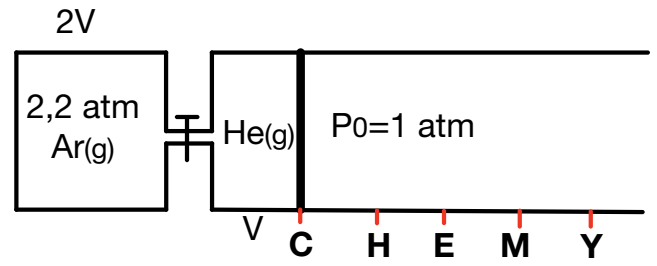 2V
2,2 atm
Ar(g)
He(g)
P0=1 atm
V
C H E M Y